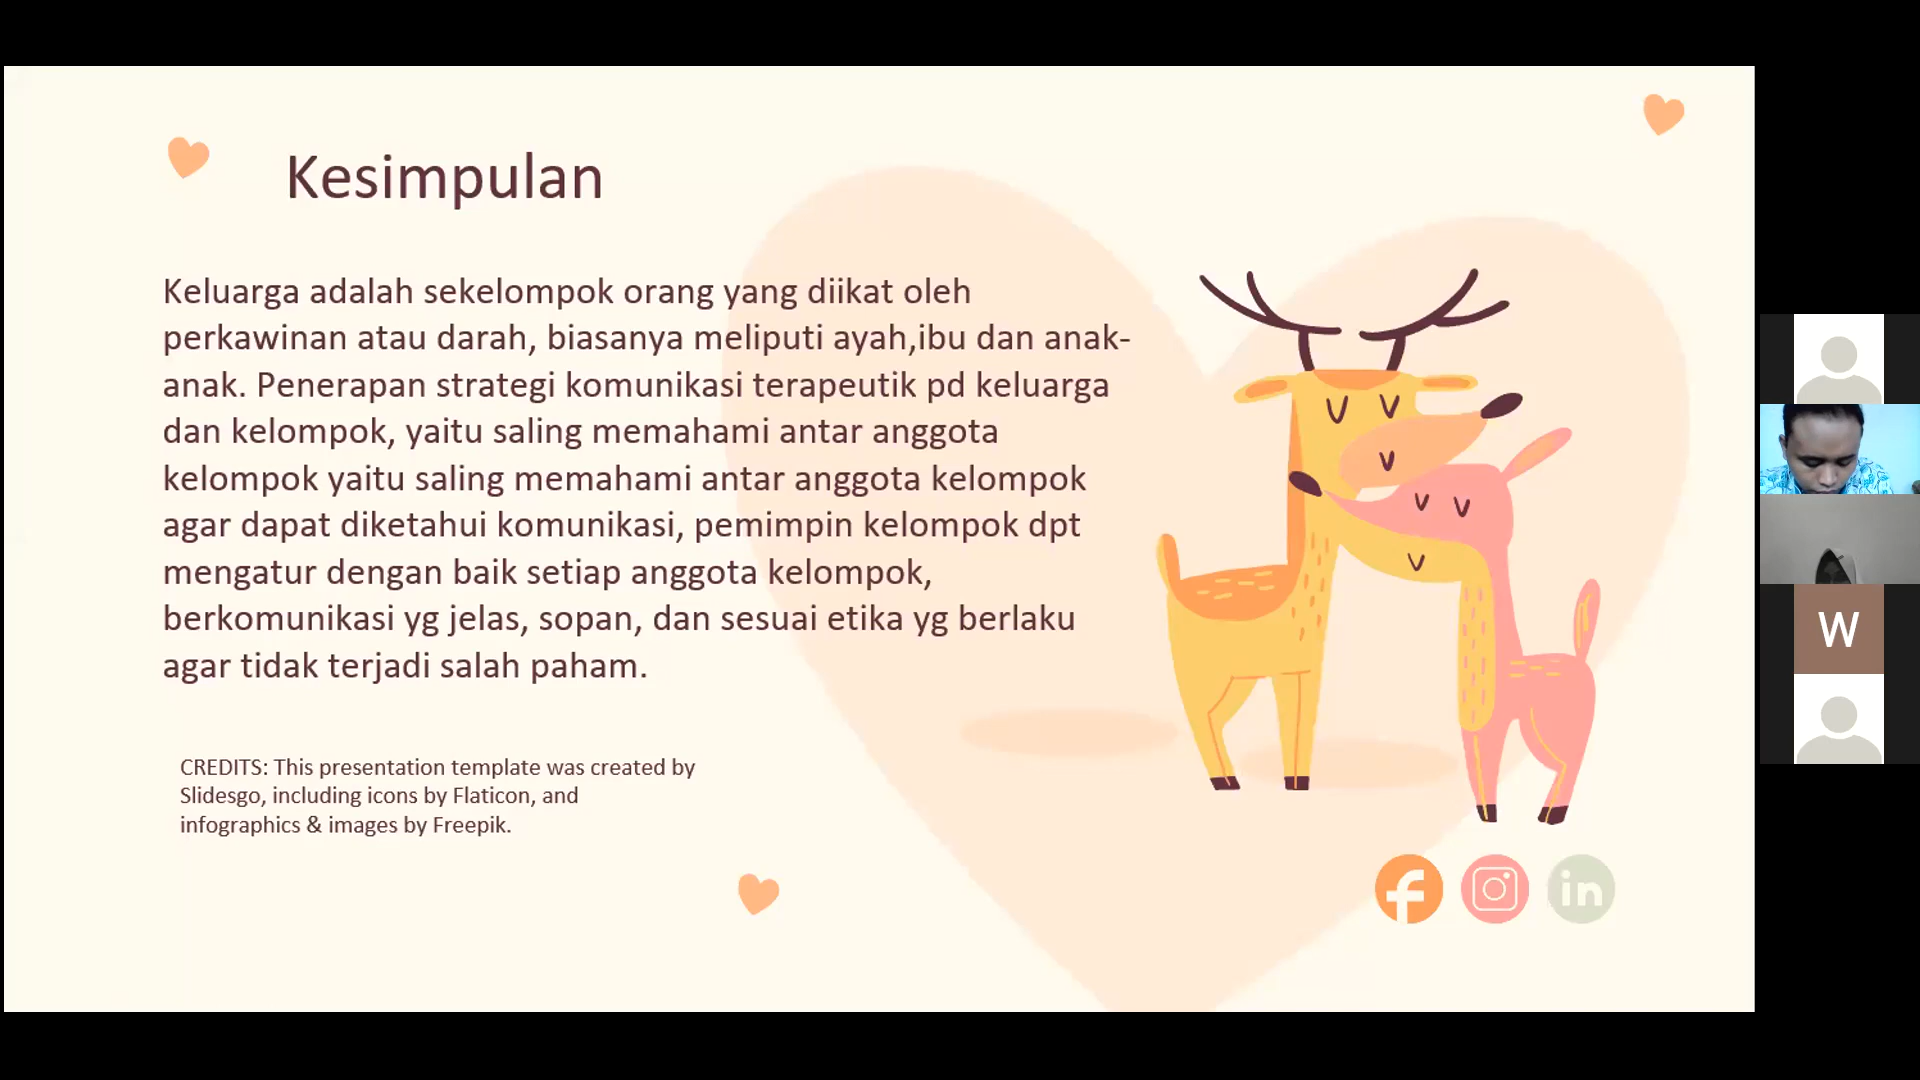 Kesimpulan
Keluarga adalah sekelompok orang yang diikat oleh
perkawinan atau darah, biasanya meliputi ayah,ibu dan anak-
anak. Penerapan strategi komunikasi terapeutik pd keluarga
dan kelompok, yaitu saling memahami antar anggota
kelompok yaitu saling memahami antar anggota kelompok
agar dapat diketahui komunikasi, pemimpin kelompok dpt
mengatur dengan baik setiap anggota kelompok,
berkomunikasi yg jelas, sopan, dan sesuai etika yg berlaku
agar tidak terjadi salah paham.
CREDITS: This presentation template was created by
Slidesgo, including icons by Flaticon, and
infographics & images by Freepik.
in
W